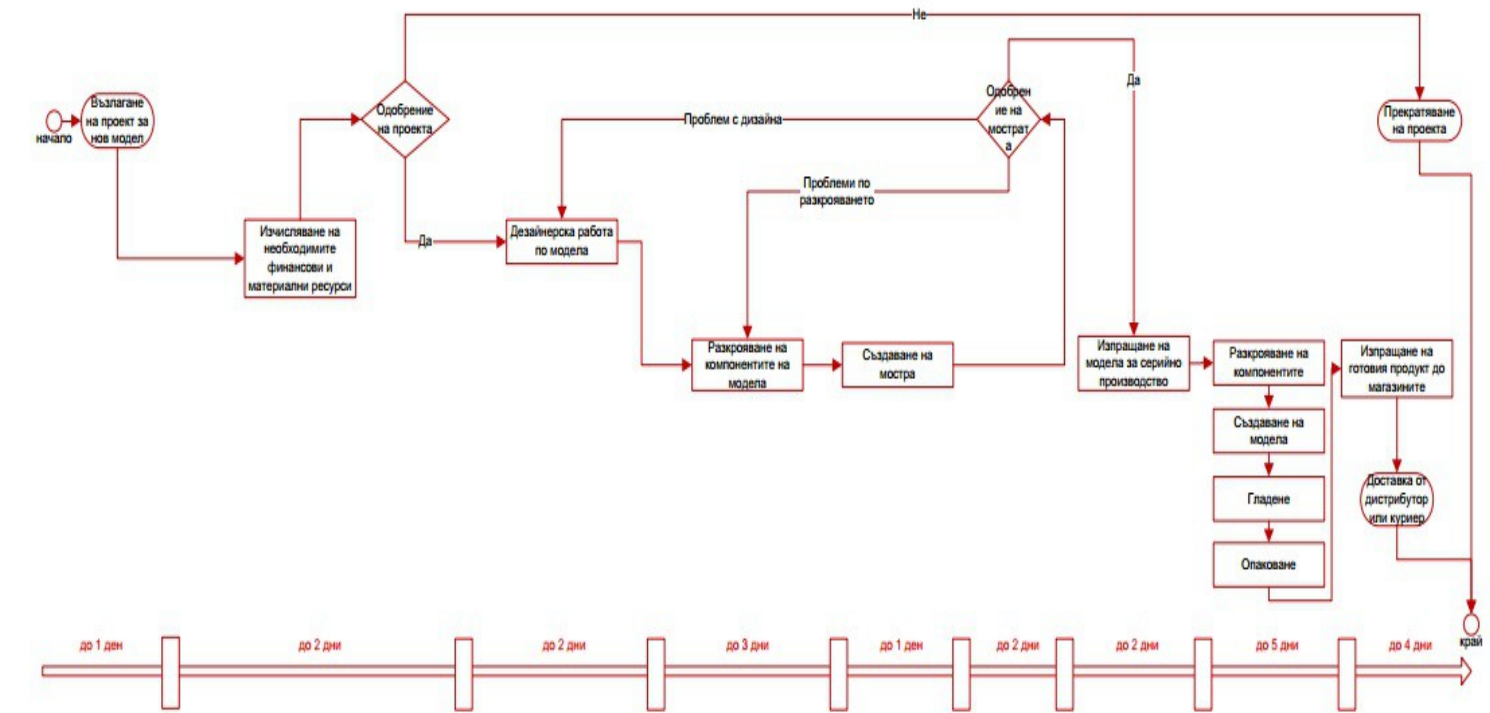 Не
Възлагане
на проект за
нов модел
начало
Одобрение
на проекта
Проблем с дизайна
Одобрен
ие на
мострат
а
Да
Прекратяване
на проекта
Проблеми по
разкрояването
Изчисляване на
необходимите
финансови и
материални ресурси
Да
Дезайнерска работа
по модела
Разкрояване на
компонентите на
модела
Създаване на
мостра
Изпращане на
модела за серийно
производство
Разкрояване на
компонентите
Изпращане на
готовия продукт до
магазините
Създаване на
модела
Гладене
Доставка от
дистрибутор
или куриер
Опаковане
край
до 1 ден
до 2 дни
до 2 дни
до 3 дни
до 1 ден
до 2 дни
до 2 дни
до 5 дни
до 4 дни